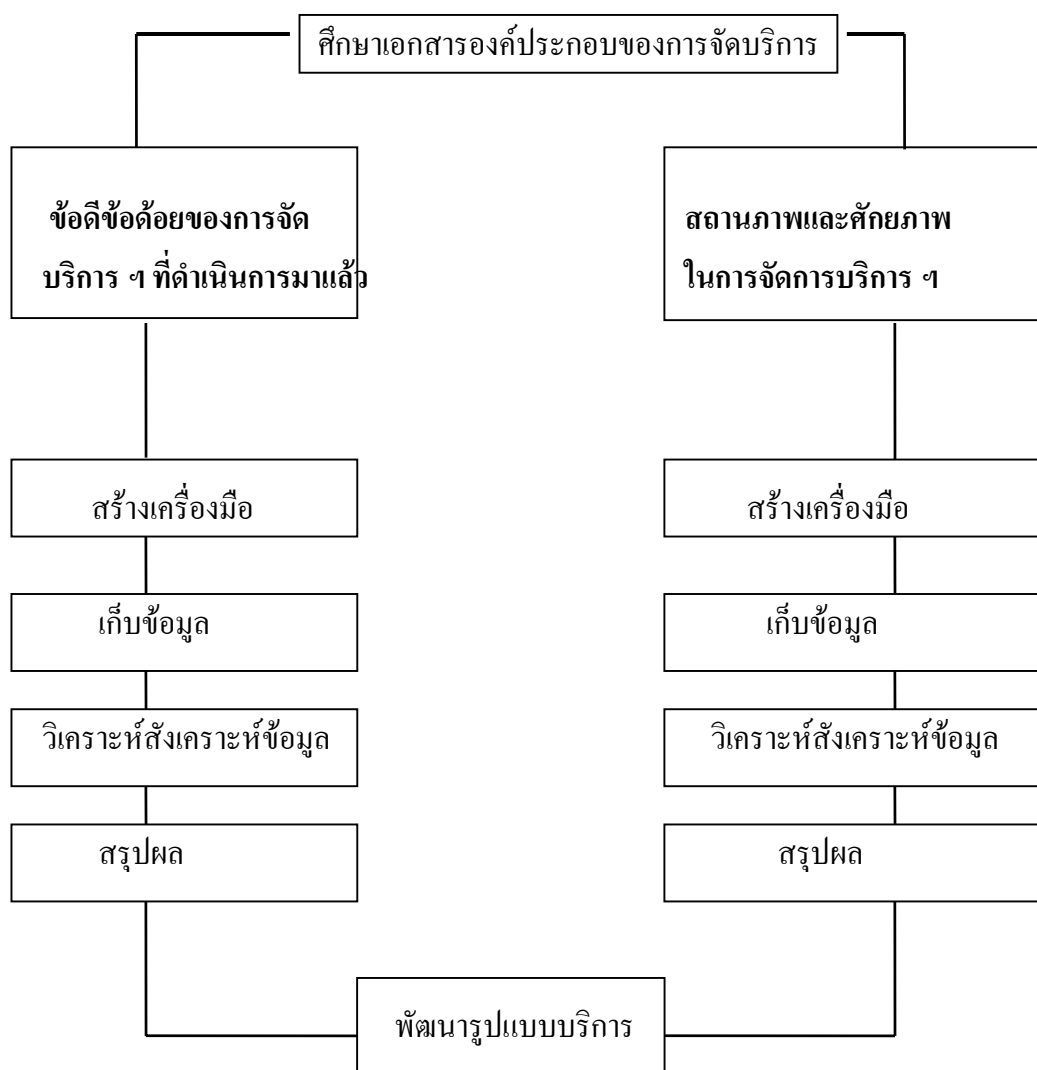 ศึกษาเอกสารองค์ประกอบของการจัดบริการ
ข้อดีข้อด้อยของการจัด
บริการ ฯ ที่ดำเนินการมาแล้ว
สถานภาพและศักยภาพ
ในการจัดการบริการ ฯ
สร้างเครื่องมือ
สร้างเครื่องมือ
เก็บข้อมูล
เก็บข้อมูล
วิเคราะห์สังเคราะห์ข้อมูล
วิเคราะห์สังเคราะห์ข้อมูล
สรุปผล
สรุปผล
พัฒนารูปแบบบริการ